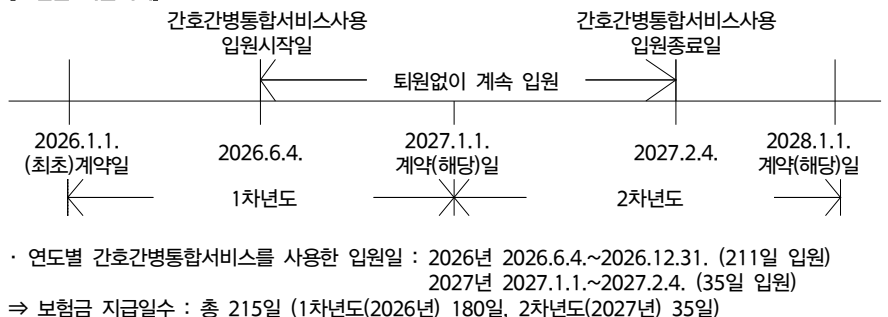 간호간병통합서비스사용 간호간병통합서비스사용
입원시작일 입원종료일
퇴원없이 계속 입원
2026.1.1. 2026.6.4. 2027.1.1. 2027.2.4. 2028.1.1.
(최초)계약일 계약(해당)일 계약(해당)일
1차년도 2차년도
· 연도별 간호간병통합서비스를 사용한 입원일 : 2026년 2026.6.4.~2026.12.31. (211일 입원)
2027년 2027.1.1.~2027.2.4. (35일 입원)
⇒ 보험금 지급일수 : 총 215일 (1차년도(2026년) 180일, 2차년도(2027년) 35일)